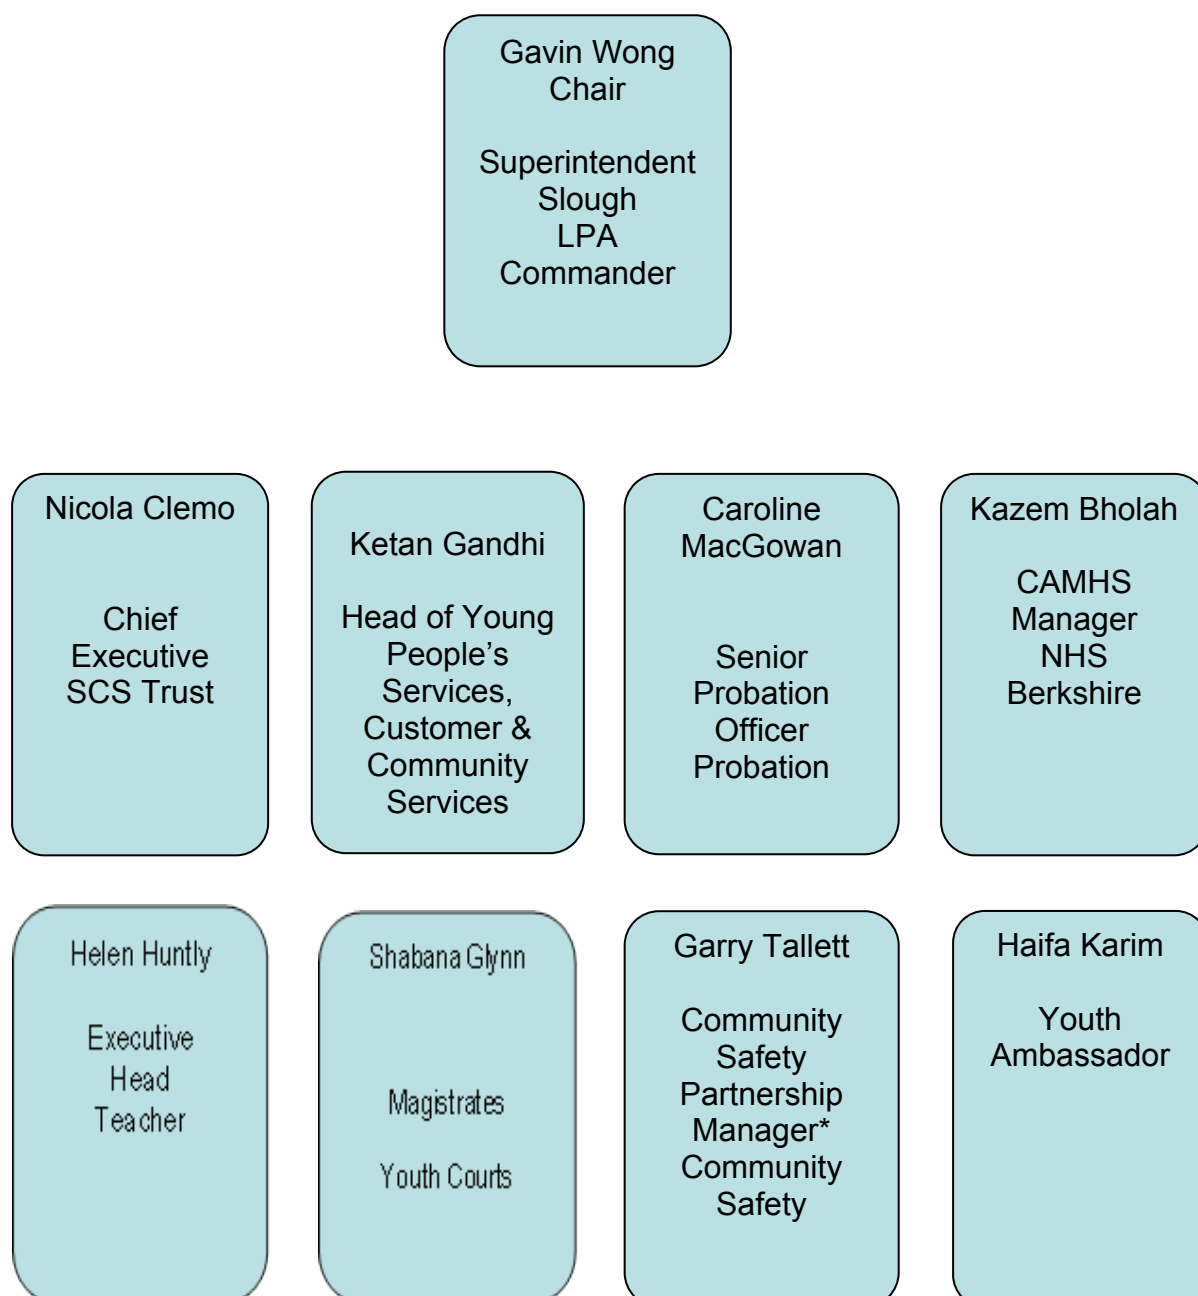 Gavin Wong
Chair
Superintendent
Slough
LPA
Commander
Nicola Clemo
Chief
Executive
SCS Trust
Ketan Gandhi
Head of Young
People’s
Services,
Customer &
Community
Services
Caroline
MacGowan
Senior
Probation
Officer
Probation
Kazem Bholah
CAMHS
Manager
NHS
Berkshire
Helen Huntly
Executive
Head
Teacher
Shabana Glynn
Magistrates
Youth Courts
Garry Tallett
Community
Safety
Partnership
Manager*
Community
Safety
Haifa Karim
Youth
Ambassador